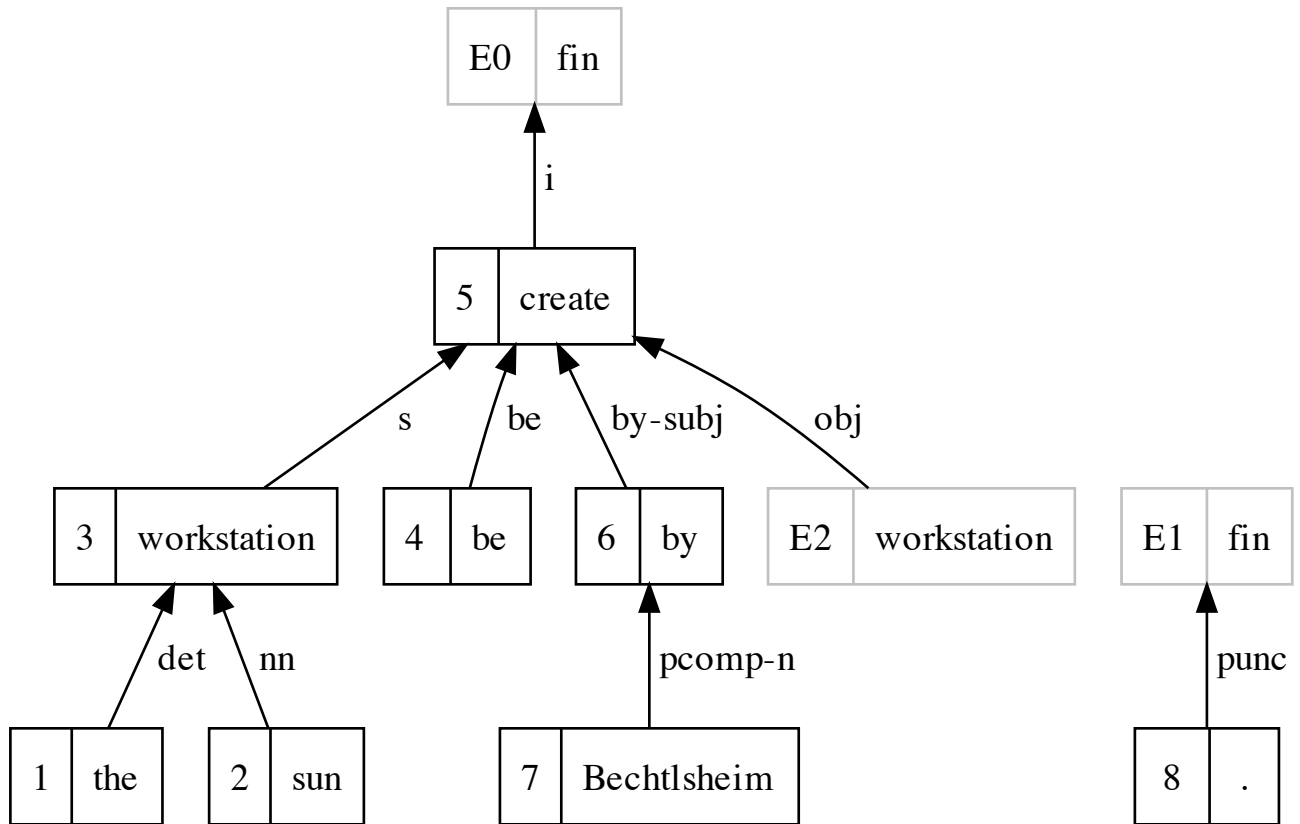 E0 fin
i
5 create
s be by-subj obj
3 workstation 4 be 6 by E2 workstation E1 fin
det nn pcomp-n punc
1 the 2 sun 7 Bechtlsheim 8 .